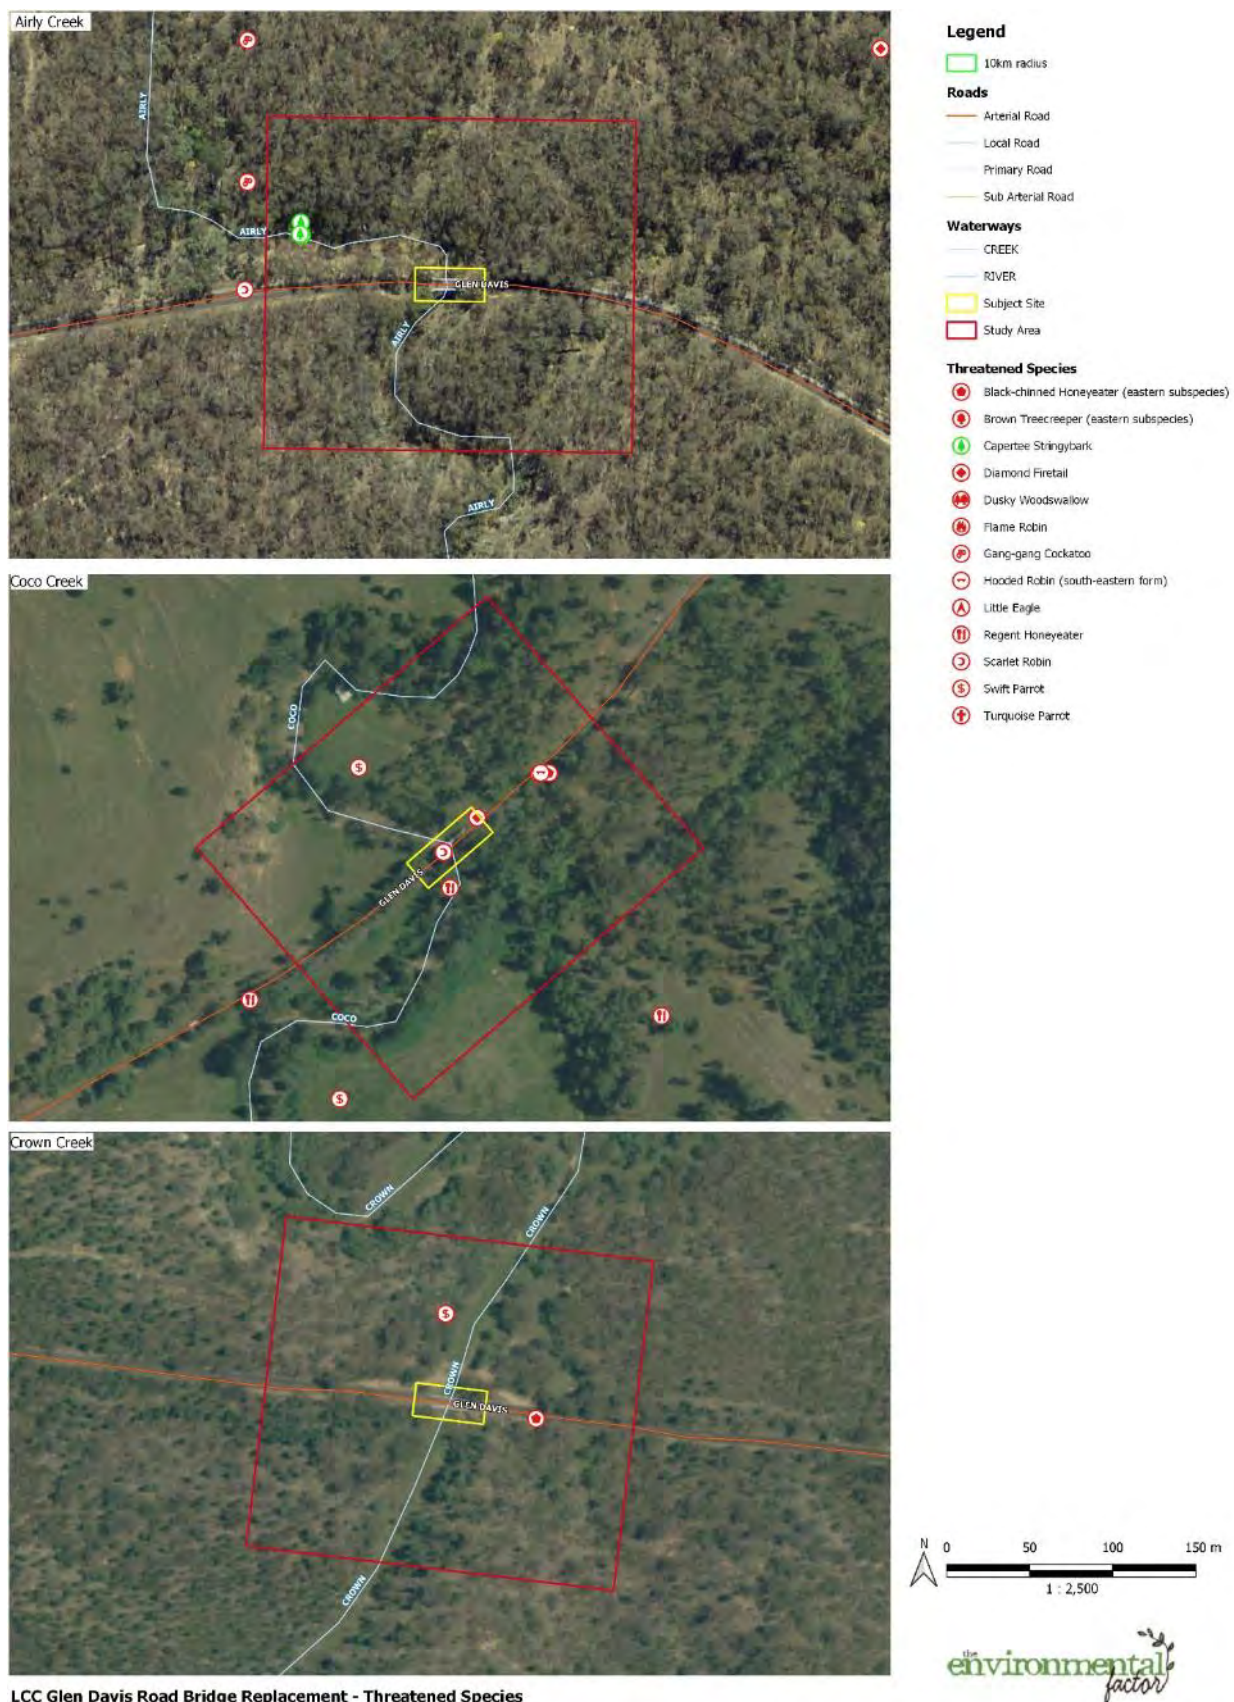 Airly Creek
AIRLY
AIRLY
GLEN DAVIS
AIRLY
AIRLY
Coco Creek
COCO
GLEN DAVIS
COCO
Crown Creek
CROWN
CROWN
CROWN
GLEN DAVIS
CROWN
Legend
10km radius
Roads
Arterial Road
Local Road
Primary Road
Sub Arterial Road
Waterways
CREEK
RIVER
Subject Site
Study Area
Threatened Species
Black-chinned Honeyeater (eastern subspecies)
Brown Treecreeper (eastern subspecies)
Capertee Stringybark
Diamond Firetail
Dusky Woodswallow
Flame Robin
Gang-gang Cockatoo
Hooded Robin (south-eastern form)
Little Eagle
Regent Honeyeater
Scarlet Robin
Swift Parrot
Turquoise Parrot
N
0 50 100 150 m
1 : 2,500
the
environmental
factor
LCC Glen Davis Road Bridge Replacement - Threatened Species